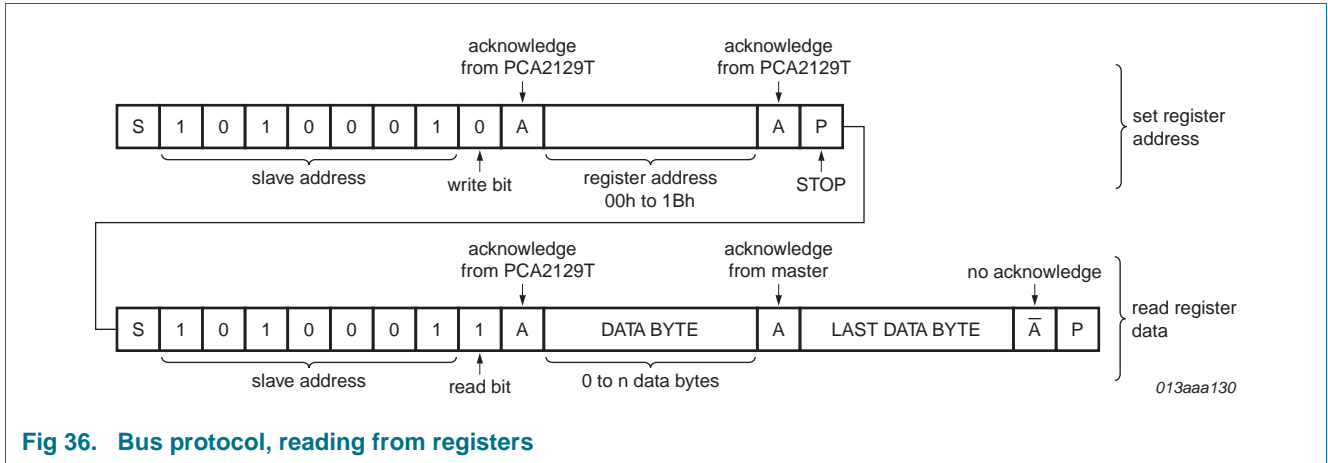 acknowledge
from PCA2129T
acknowledge
from PCA2129T
S 1 0 1 0 0 0 1 0 A A P
set register
address
slave address
write bit
register address
00h to 1Bh
STOP
acknowledge
from PCA2129T
acknowledge
from master
no acknowledge
S 1 0 1 0 0 0 1 1 A DATA BYTE A LAST DATA BYTE A̅ P
read register
data
slave address
read bit
0 to n data bytes
013aaa130
Fig 36. Bus protocol, reading from registers